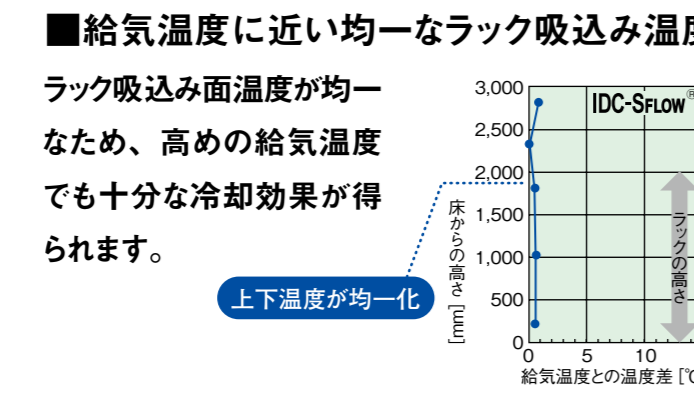 ■給気温度に近い均一なラック吸込み温
ラック吸込み面温度が均一
なため、高めの給気温度
でも十分な冷却効果が得
られます。
上下温度が均一化
床からの高さ [mm]
3,000
2,500
2,000
1,500
1,000
500
0
IDC-SFLOW®
ラックの高さ
0 5 10
給気温度との温度差 [℃